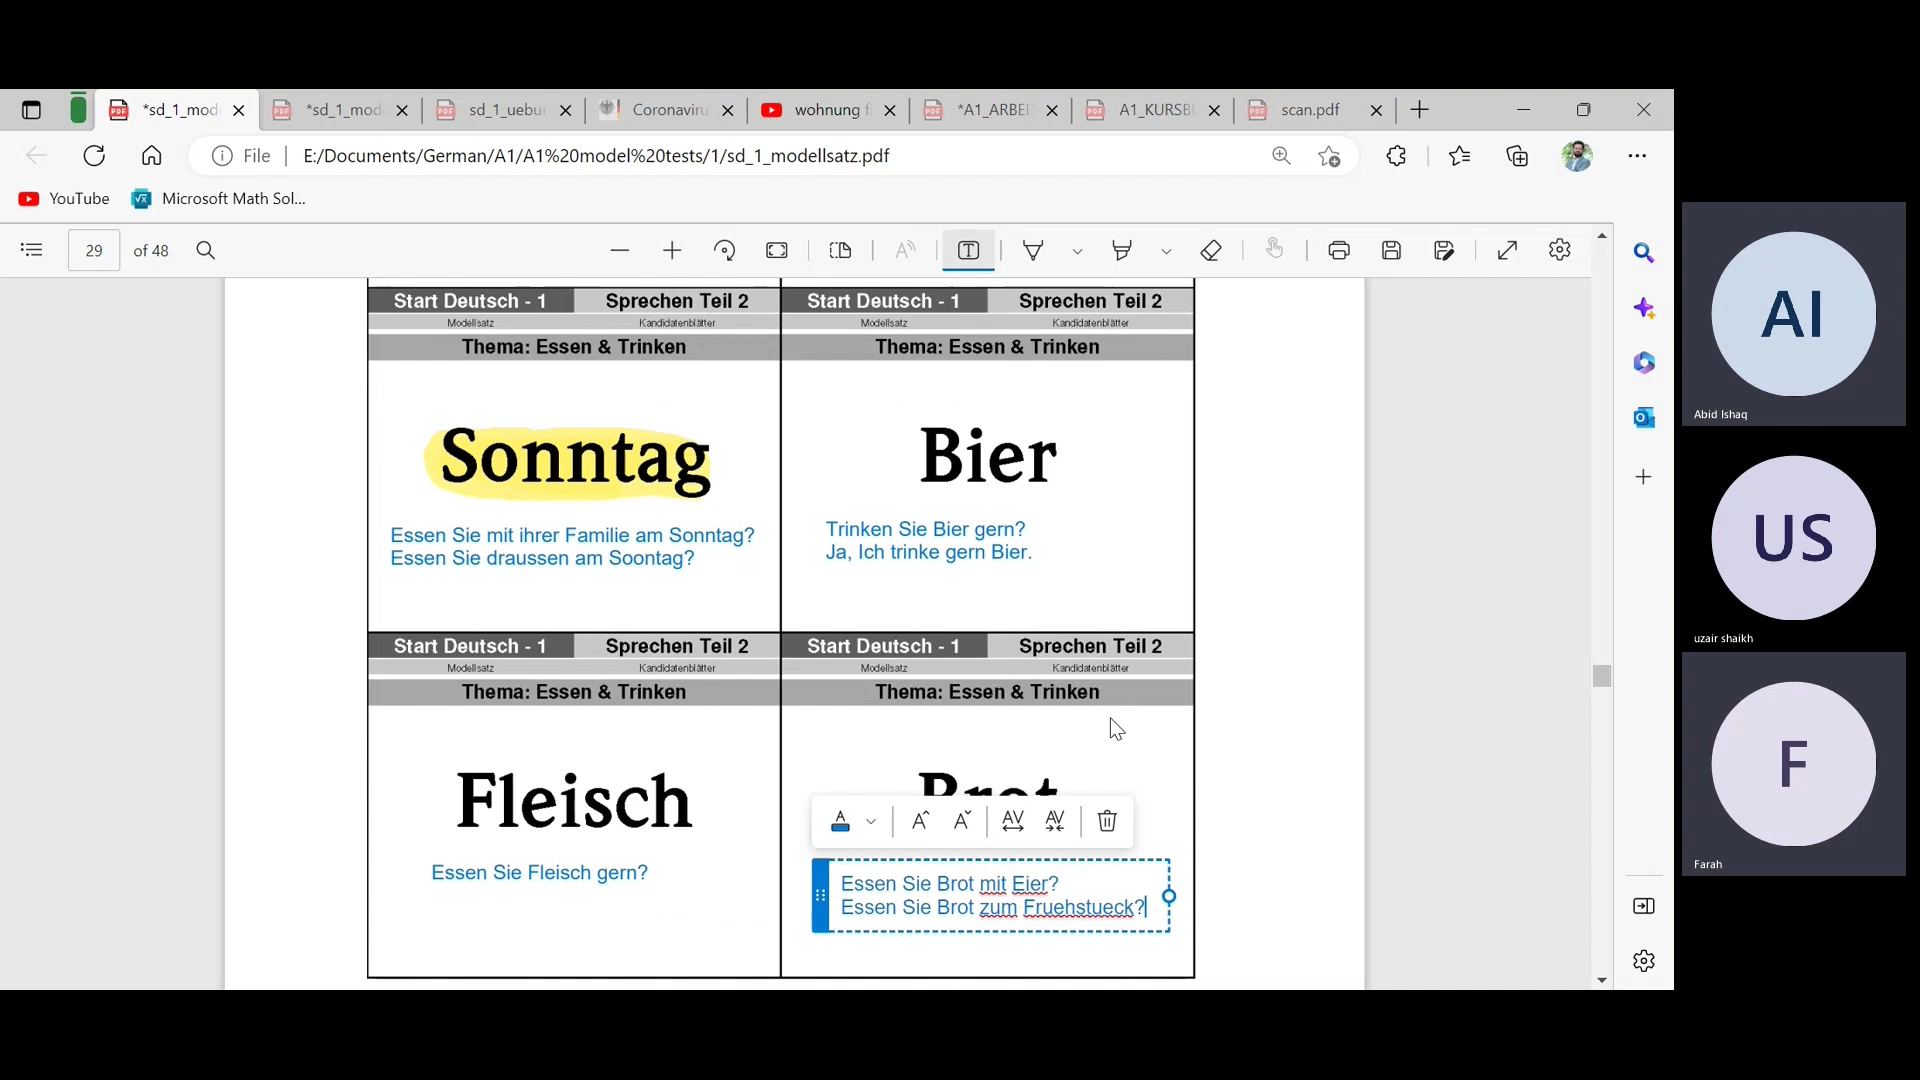 *sd_1_mod
*sd_1_mod
sd_1_uebu
Coronaviru
wohnung f
*A1_ARBEI
A1_KURSB
scan.pdf
File
E:/Documents/German/A1/A1%20model%20tests/1/sd_1_modellsatz.pdf
YouTube
Microsoft Math Sol...
29
of 48
Start Deutsch - 1
Sprechen Teil 2
Start Deutsch - 1
Sprechen Teil 2
Modellsatz
Kandidatenblätter
Modellsatz
Kandidatenblätter
Thema: Essen & Trinken
Thema: Essen & Trinken
Sonntag
Bier
Essen Sie mit ihrer Familie am Sonntag?
Essen Sie draussen am Soontag?
Trinken Sie Bier gern?
Ja, Ich trinke gern Bier.
Start Deutsch - 1
Sprechen Teil 2
Start Deutsch - 1
Sprechen Teil 2
Modellsatz
Kandidatenblätter
Modellsatz
Kandidatenblätter
Thema: Essen & Trinken
Thema: Essen & Trinken
Fleisch
Brot
Essen Sie Fleisch gern?
Essen Sie Brot mit Eier?
Essen Sie Brot zum Fruehstueck?
AI
Abid Ishaq
US
uzair shaikh
F
Farah